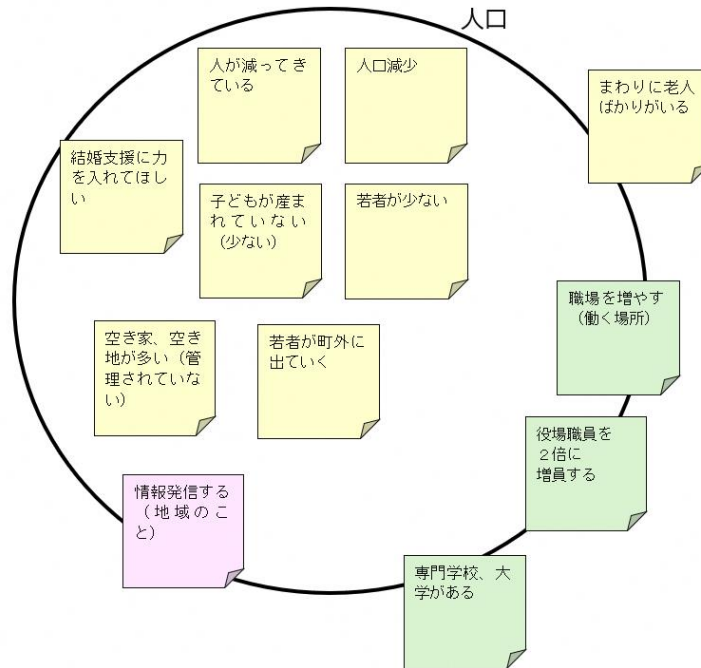 人口
人が減ってき
ている
人口減少
まわりに老人
ばかりがいる
結婚支援に力
を入れてほし
い
子どもが産ま
れていない
（少ない）
若者が少ない
職場を増やす
（働く場所）
空き家、空き
地が多い（管
理されていな
い）
若者が町外に
出ていく
役場職員を
２倍に
増員する
情報発信する
（地域のこ
と）
専門学校、大
学がある